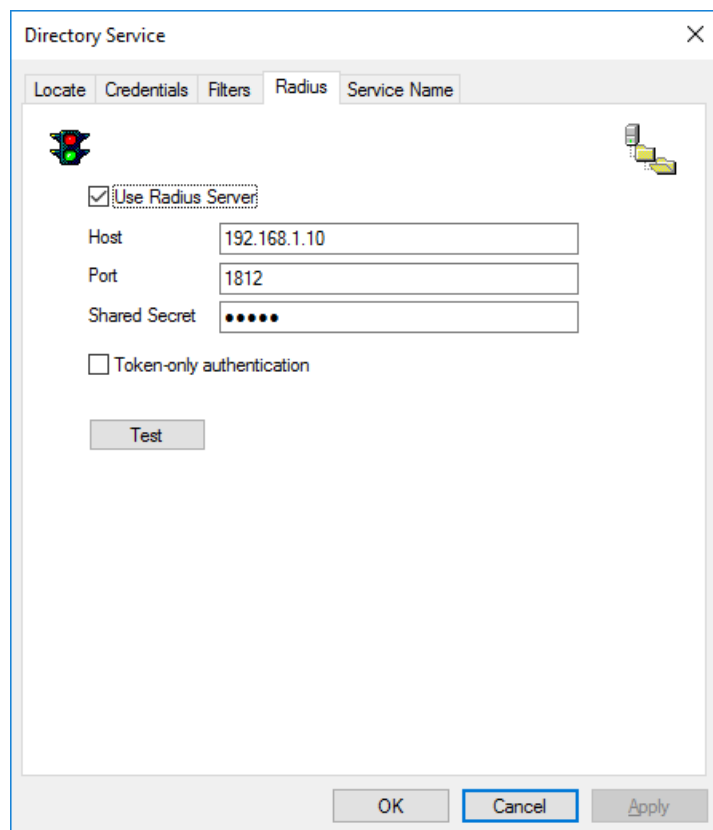 Directory Service
Locate Credentials Filters Radius Service Name
Use Radius Server
Host 192.168.1.10
Port 1812
Shared Secret •••••
Token-only authentication
Test
OK Cancel Apply